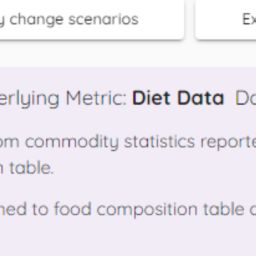 y change scenarios
Ex
erlying Metric: Diet Data Da
om commodity statistics reporte
n table.
ned to food composition table